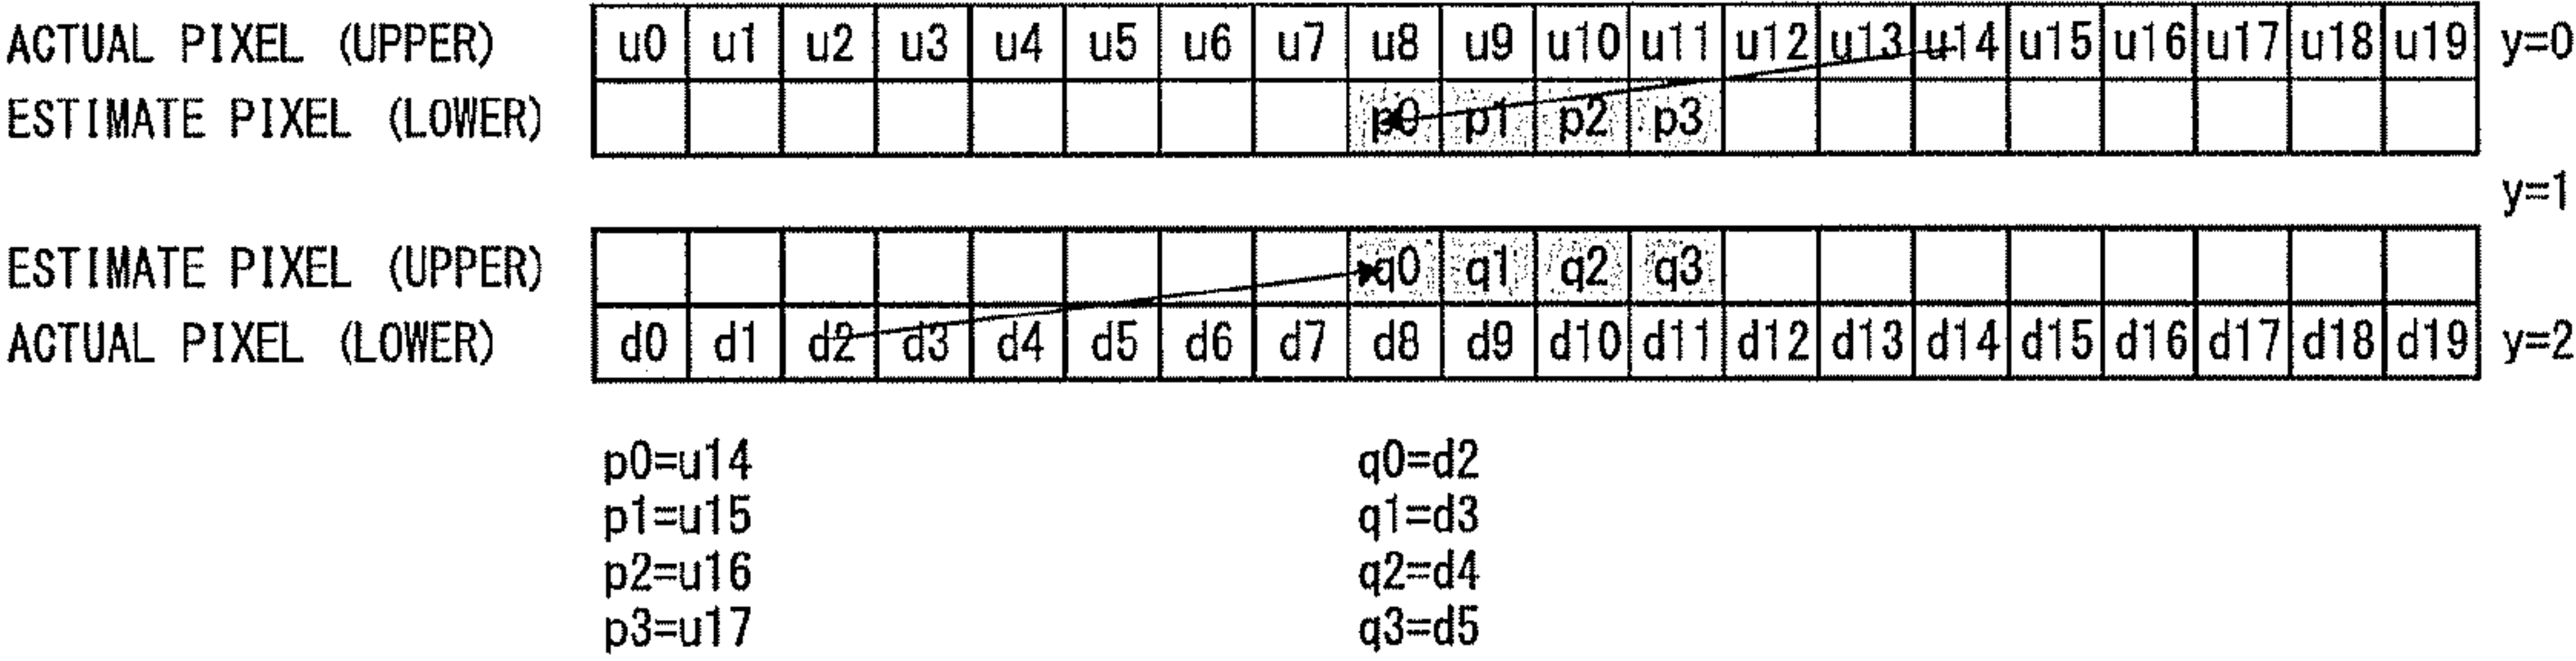 ACTUAL PIXEL (UPPER) u0 u1 u2 u3 u4 u5 u6 u7 u8 u9 u10 u11 u12 u13 u14 u15 u16 u17 u18 u19 y=0
ESTIMATE PIXEL (LOWER) p0 p1 p2 p3
y=1
ESTIMATE PIXEL (UPPER) q0 q1 q2 q3
ACTUAL PIXEL (LOWER) d0 d1 d2 d3 d4 d5 d6 d7 d8 d9 d10 d11 d12 d13 d14 d15 d16 d17 d18 d19 y=2
p0=u14 q0=d2
p1=u15 q1=d3
p2=u16 q2=d4
p3=u17 q3=d5